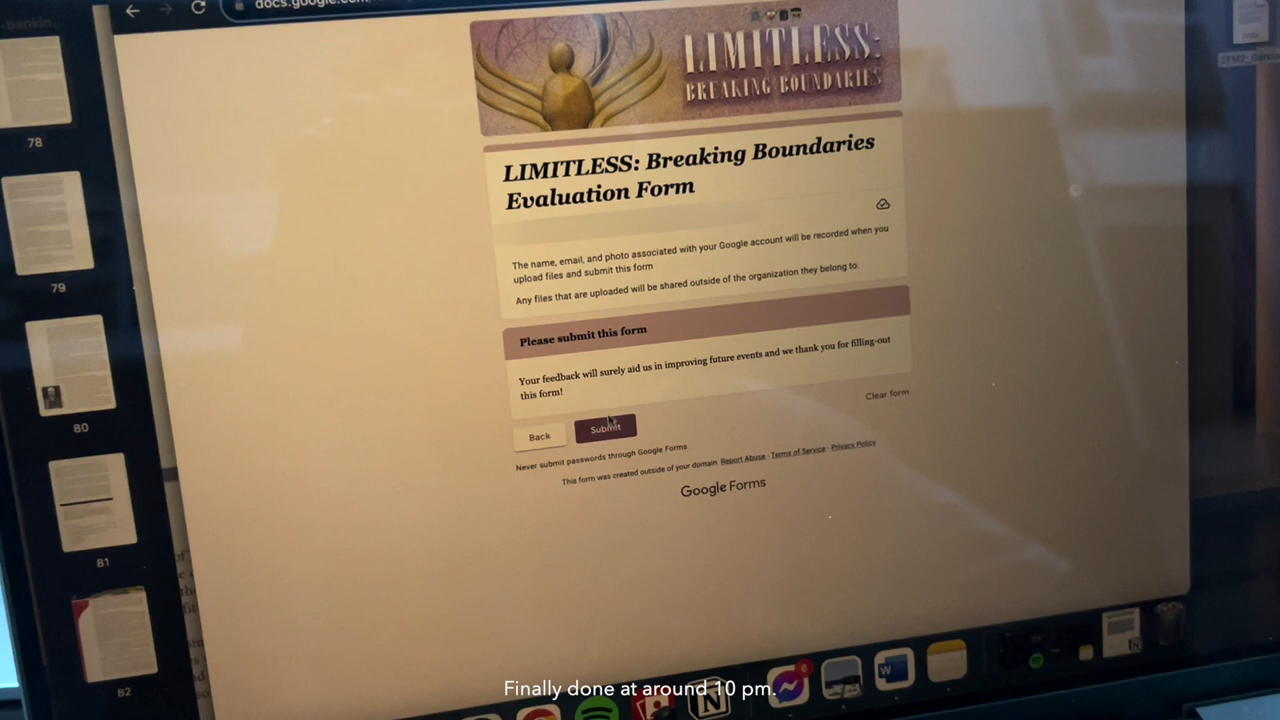 docs.google.com
LIMITLESS:
BREAKING BOUNDARIES
LIMITLESS: Breaking Boundaries
Evaluation Form
The name, email, and photo associated with your Google account will be recorded when you
upload files and submit this form
Any files that are uploaded will be shared outside of the organization they belong to.
Please submit this form
Your feedback will surely aid us in improving future events and we thank you for filling-out
this form!
Back
Submit
Clear form
Never submit passwords through Google Forms.
This form was created outside of your domain. Report Abuse - Terms of Service - Privacy Policy
Google Forms
78
79
80
81
82
6
Finally done at around 10 pm.